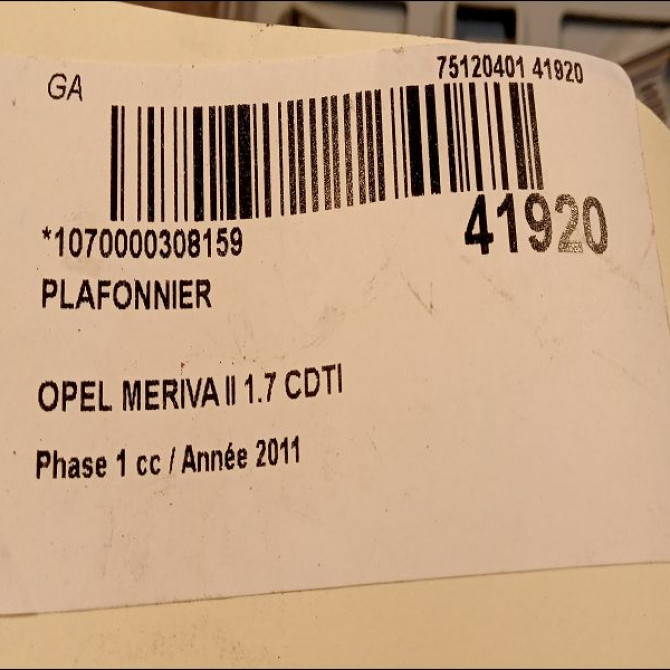 GA
75120401 41920
*1070000308159
41920
PLAFONNIER
OPEL MERIVA II 1.7 CDTI
Phase 1 cc / Année 2011